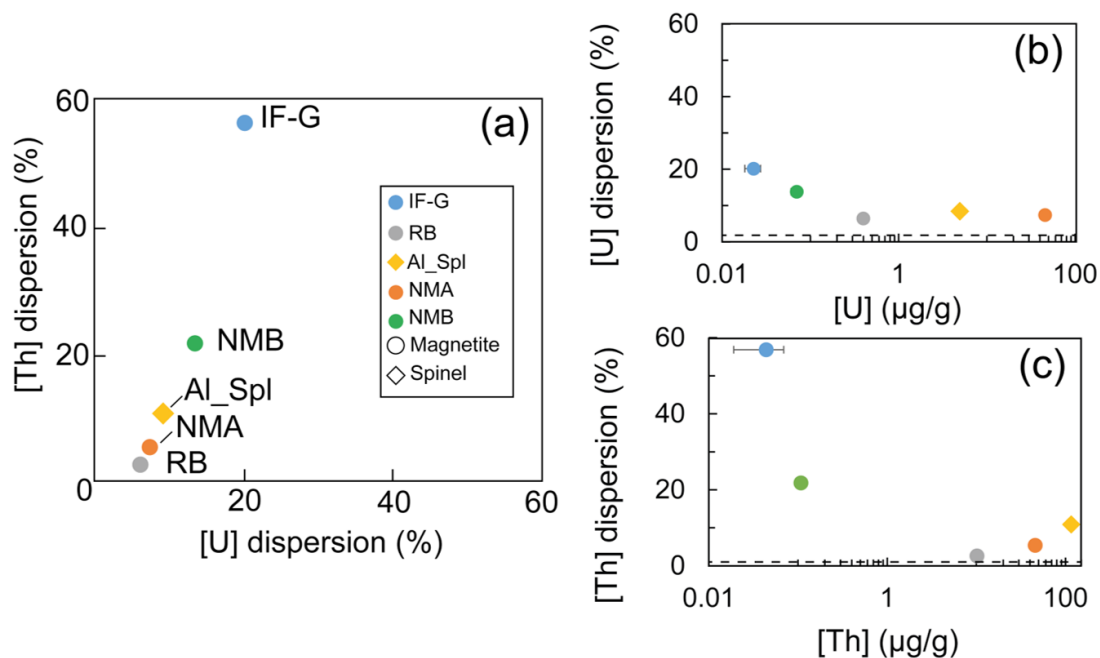 (a)
60
40
20
0
20
40
60
[Th] dispersion (%)
[U] dispersion (%)
IF-G
NMB
Al_Spl
NMA
RB
IF-G
RB
Al_Spl
NMA
NMB
Magnetite
Spinel
(b)
60
40
20
0
0.01
1
100
[U] dispersion (%)
[U] (µg/g)
(c)
60
40
20
0
0.01
1
100
[Th] dispersion (%)
[Th] (µg/g)